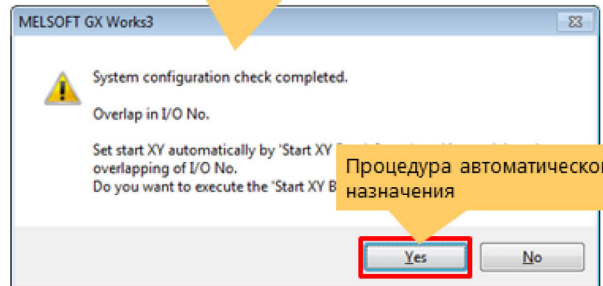 MELSOFT GX Works3
System configuration check completed.
Overlap in I/O No.
Set start XY automatically by 'Start XY
overlapping of I/O No.
Do you want to execute the 'Start XY B
Процедура автоматической
назначения
Yes
No